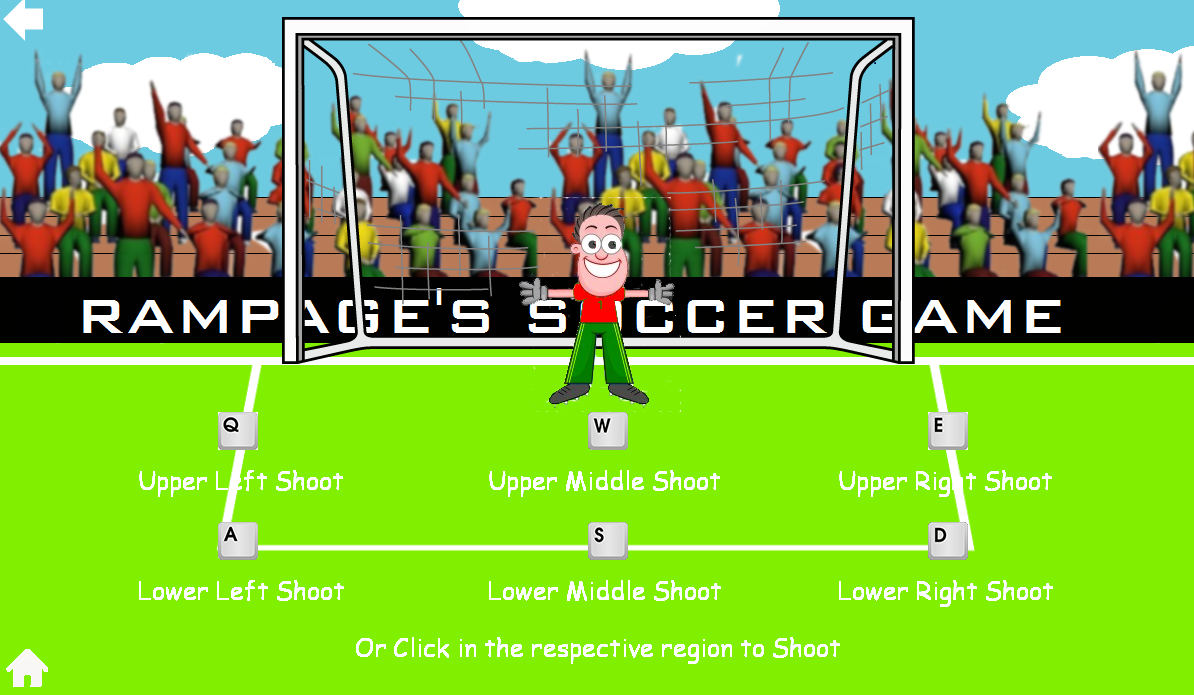 RAMPAGE'S SOCCER GAME
Q W E
Upper Left Shoot Upper Middle Shoot Upper Right Shoot
A S D
Lower Left Shoot Lower Middle Shoot Lower Right Shoot
Or Click in the respective region to Shoot